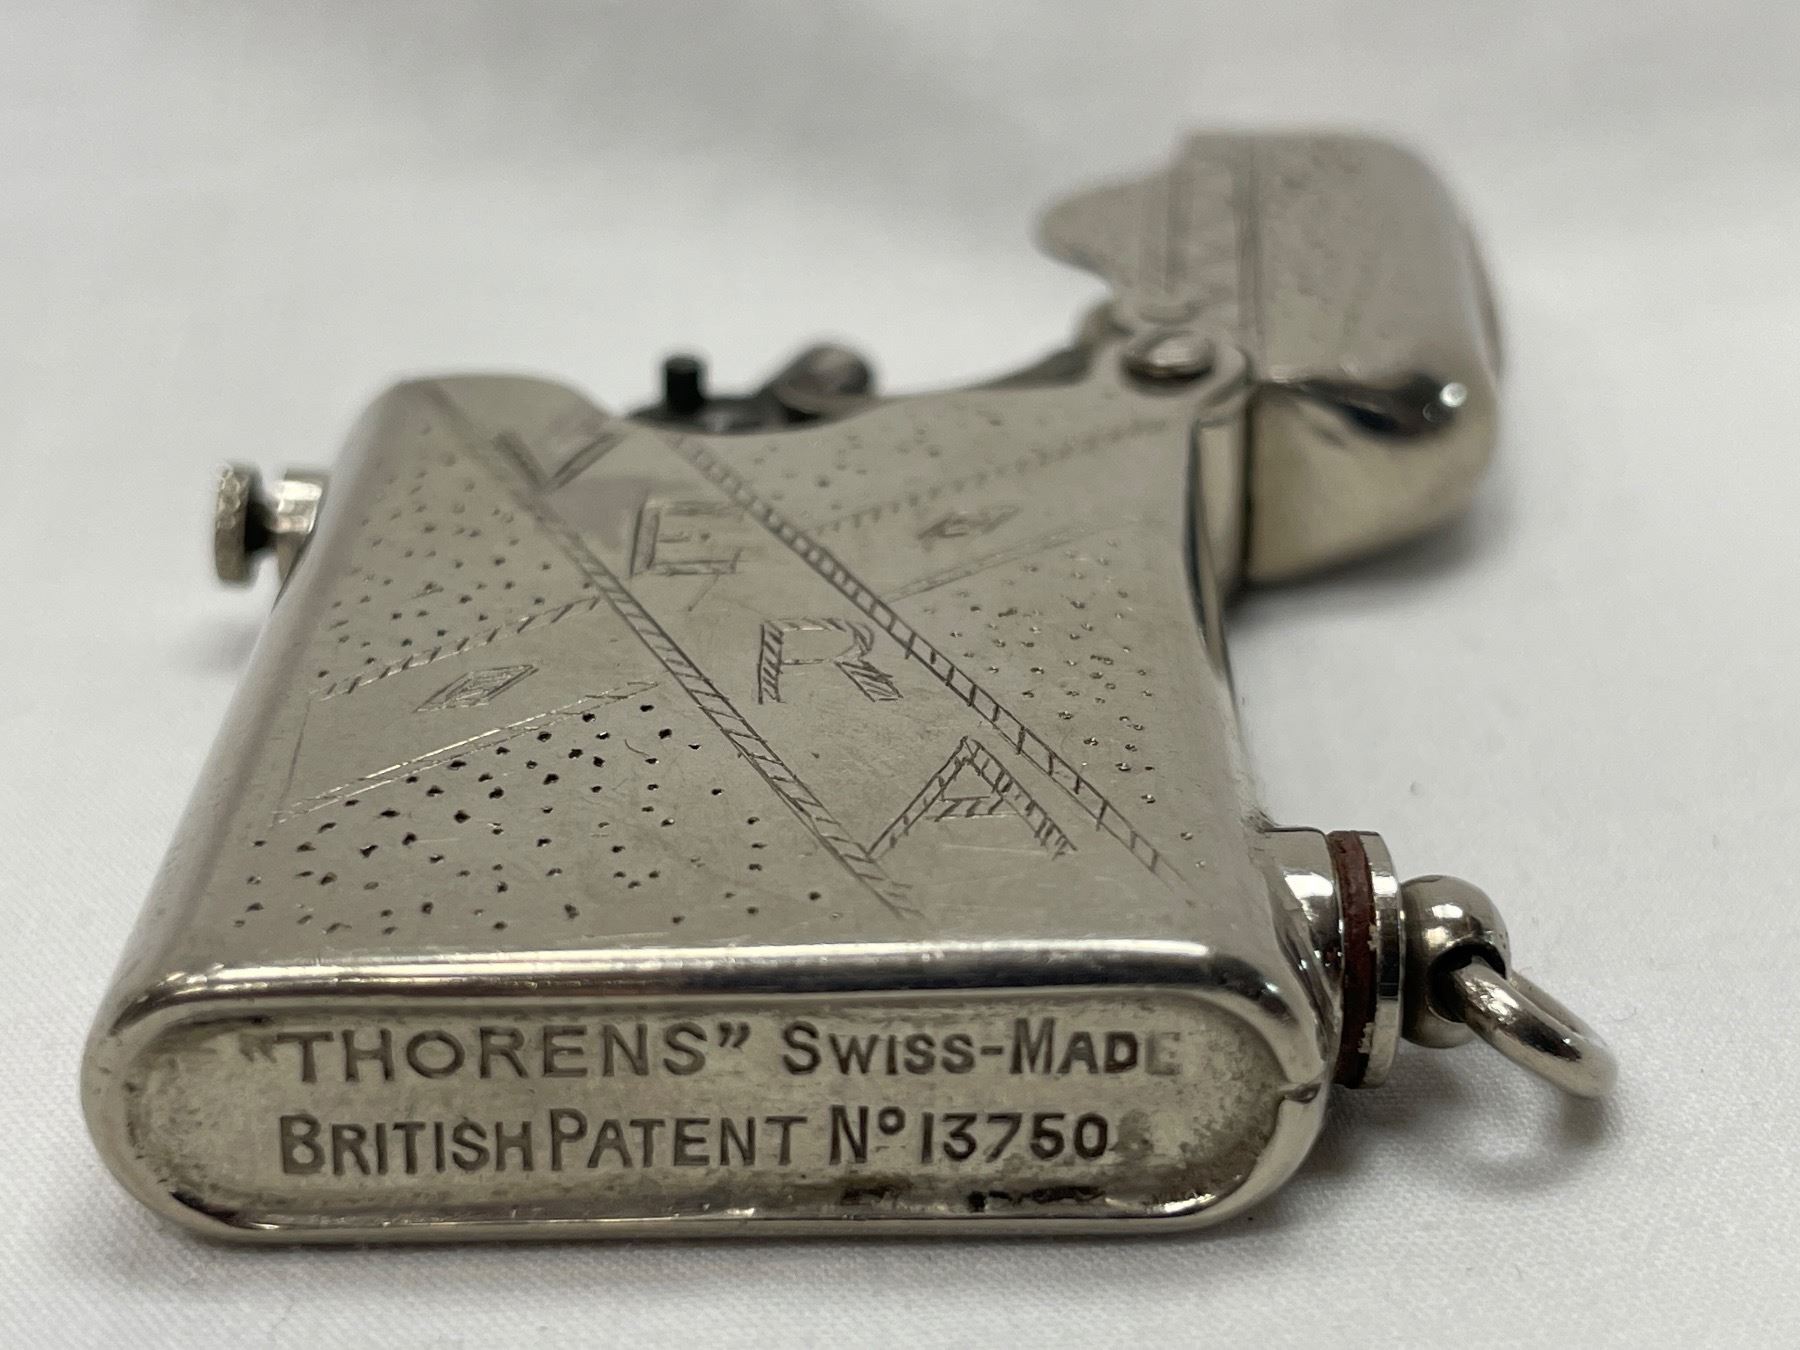 VERA
"THORENS" SWISS-MADE
BRITISH PATENT Nº 13750